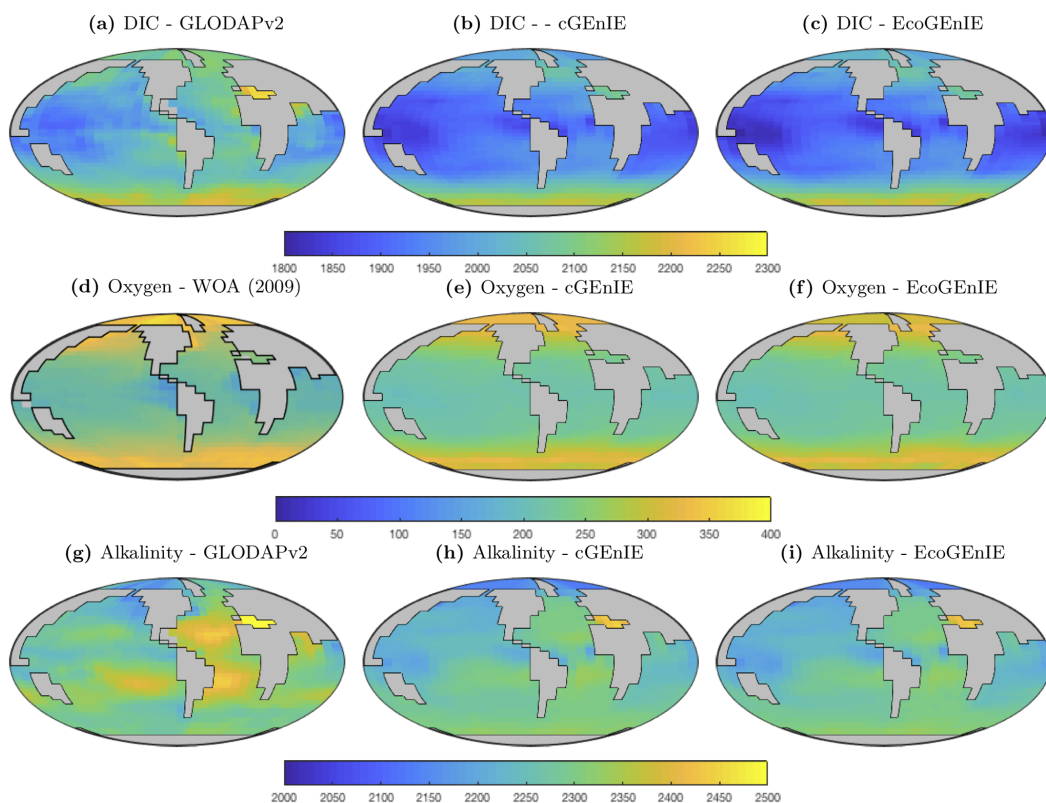 (a) DIC - GLODAPv2
(b) DIC - - cGEnIE
(c) DIC - EcoGEnIE
1800 1850 1900 1950 2000 2050 2100 2150 2200 2250 2300
(d) Oxygen - WOA (2009)
(e) Oxygen - cGEnIE
(f) Oxygen - EcoGEnIE
0 50 100 150 200 250 300 350 400
(g) Alkalinity - GLODAPv2
(h) Alkalinity - cGEnIE
(i) Alkalinity - EcoGEnIE
2000 2050 2100 2150 2200 2250 2300 2350 2400 2450 2500